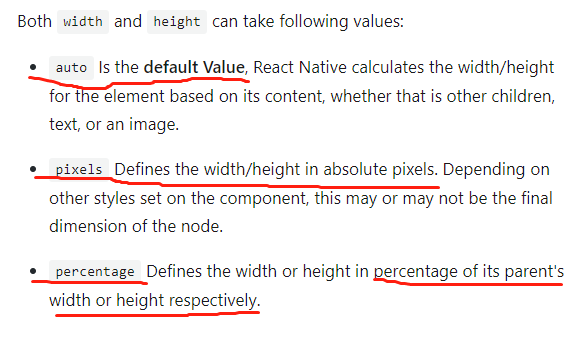 Both width and height can take following values:
• auto Is the default Value, React Native calculates the width/height
for the element based on its content, whether that is other children,
text, or an image.
• pixels Defines the width/height in absolute pixels. Depending on
other styles set on the component, this may or may not be the final
dimension of the node.
• percentage Defines the width or height in percentage of its parent's
width or height respectively.